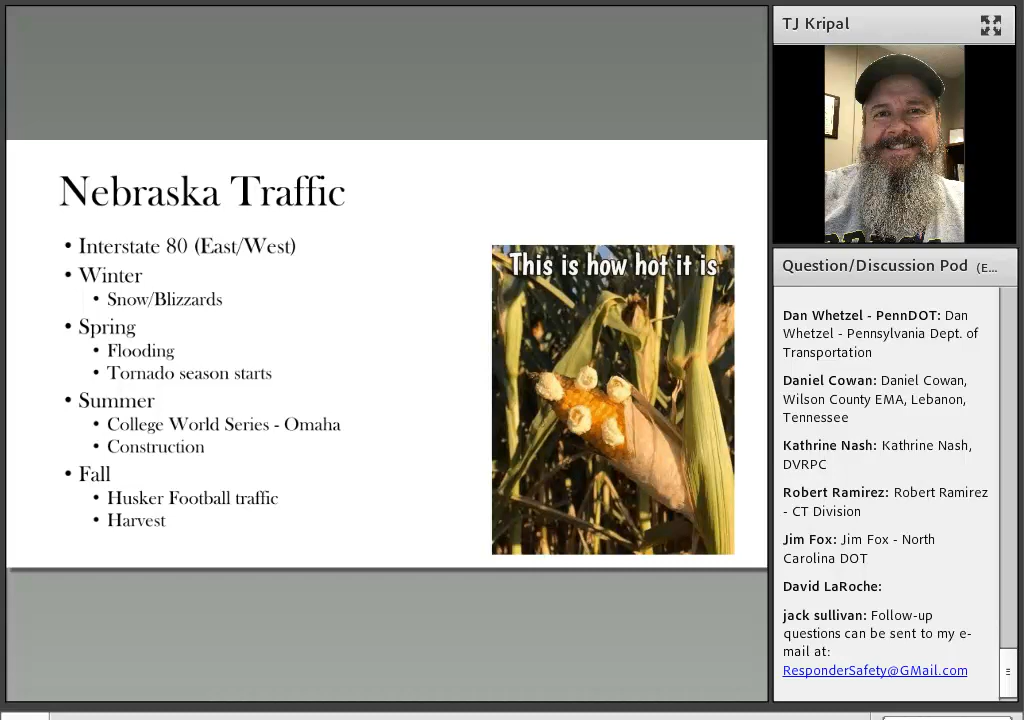 Nebraska Traffic
• Interstate 80 (East/West)
• Winter
• Snow/Blizzards
• Spring
• Flooding
• Tornado season starts
• Summer
• College World Series - Omaha
• Construction
• Fall
• Husker Football traffic
• Harvest
This is how hot it is
TJ Kripal
Question/Discussion Pod (E...
Dan Whetzel - PennDOT: Dan
Whetzel - Pennsylvania Dept. of
Transportation
Daniel Cowan: Daniel Cowan,
Wilson County EMA, Lebanon,
Tennessee
Kathrine Nash: Kathrine Nash,
DVRPC
Robert Ramirez: Robert Ramirez
- CT Division
Jim Fox: Jim Fox - North
Carolina DOT
David LaRoche:
jack sullivan: Follow-up
questions can be sent to my e-
mail at:
ResponderSafety@GMail.com